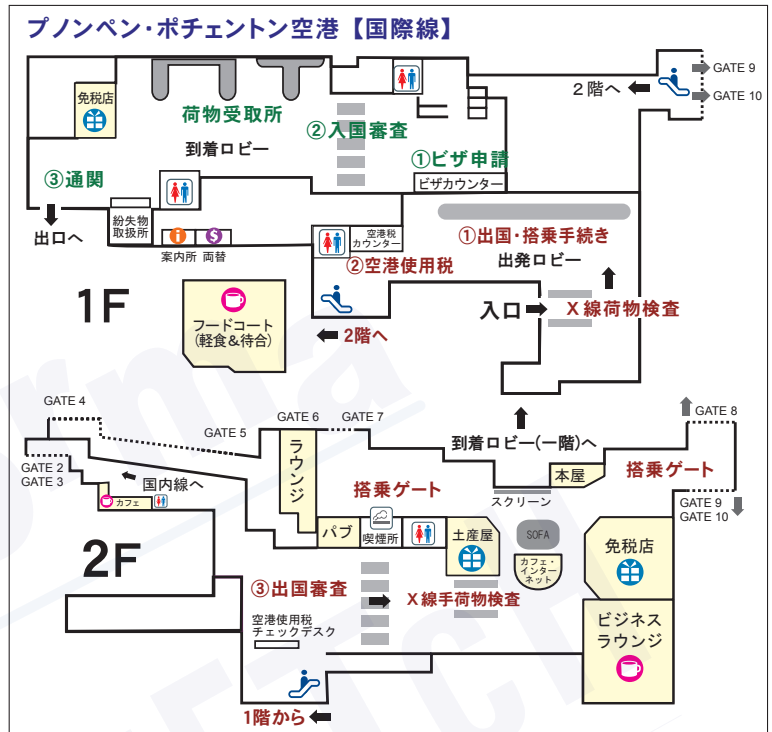 プノンペン・ポチェントン空港【国際線】
GATE 9
GATE 10
2階へ
免税店
荷物受取所
②入国審査
到着ロビー
①ビザ申請
③通関
ビザカウンター
紛失物
取扱所
空港税
カウンター
①出国・搭乗手続き
出口へ
案内所
両替
②空港使用税
出発ロビー
1F
入口
X線荷物検査
フードコート
(軽食&待合)
2階へ
GATE 4
GATE 5
GATE 6
GATE 7
到着ロビー(一階)へ
GATE 8
GATE 2
GATE 3
国内線へ
ラウンジ
搭乗ゲート
本屋
搭乗ゲート
スクリーン
カフェ
GATE 9
GATE 10
パブ
喫煙所
土産屋
SOFA
免税店
2F
カフェ・
インター
ネット
③出国審査
X線手荷物検査
空港使用税
チェックデスク
ビジネス
ラウンジ
1階から